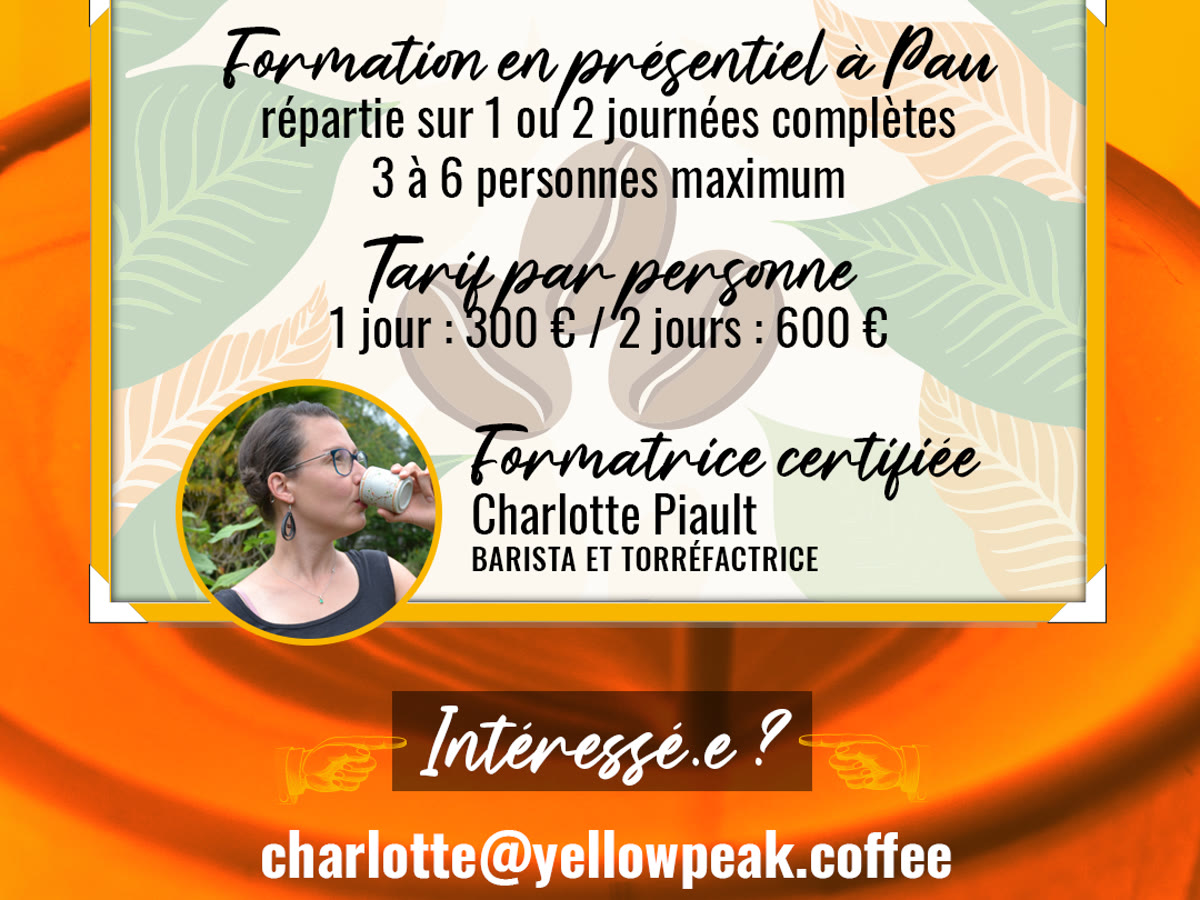 Formation en présentiel à Pau
répartie sur 1 ou 2 journées complètes
3 à 6 personnes maximum
Tarif par personne
1 jour : 300 € / 2 jours : 600 €
Formatrice certifiée
Charlotte Piault
BARISTA ET TORRÉFACTRICE
Intéressé.e ?
charlotte@yellowpeak.coffee